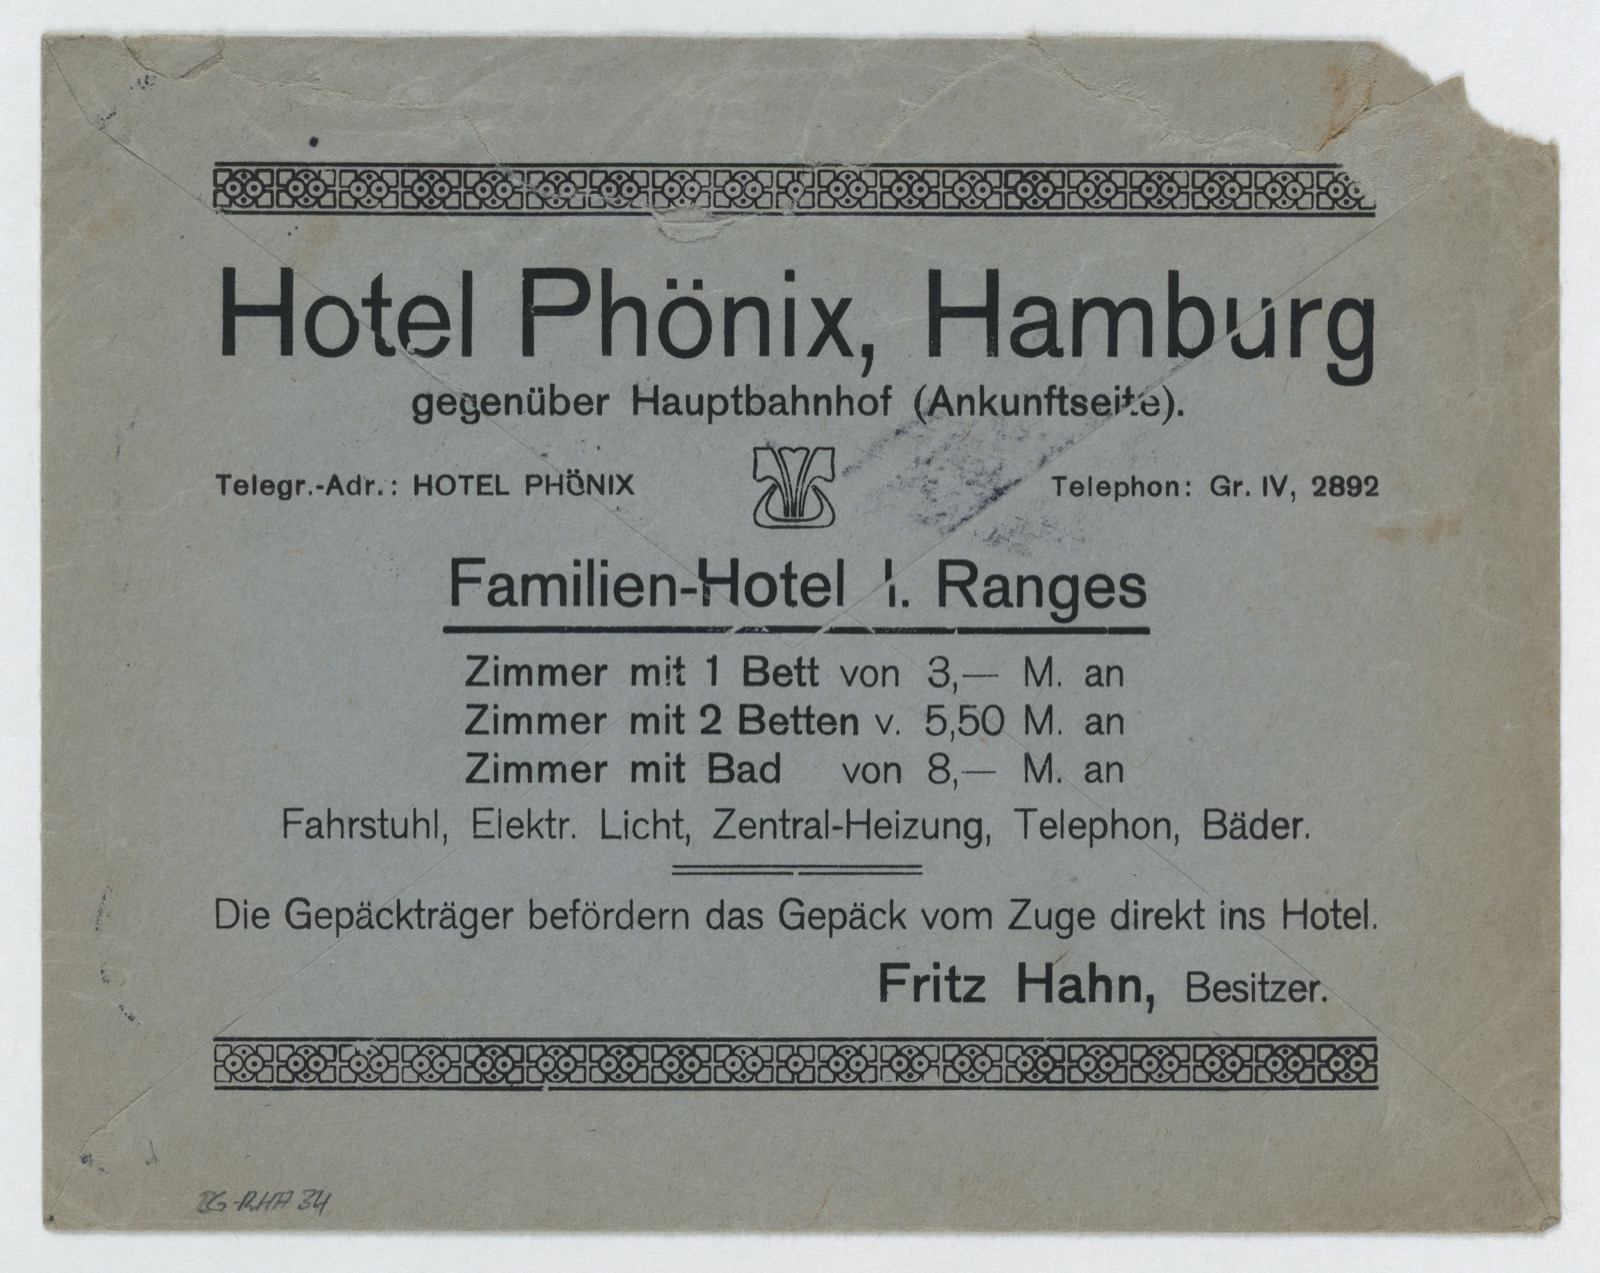 Hotel Phönix, Hamburg
gegenüber Hauptbahnhof (Ankunftseite).
Telegr.-Adr.: HOTEL PHÖNIX Telephon: Gr. IV, 2892
Familien-Hotel I. Ranges
Zimmer mit 1 Bett von 3,— M. an
Zimmer mit 2 Betten v. 5,50 M. an
Zimmer mit Bad von 8,— M. an
Fahrstuhl, Elektr. Licht, Zentral-Heizung, Telephon, Bäder.
Die Gepäckträger befördern das Gepäck vom Zuge direkt ins Hotel.
Fritz Hahn, Besitzer.